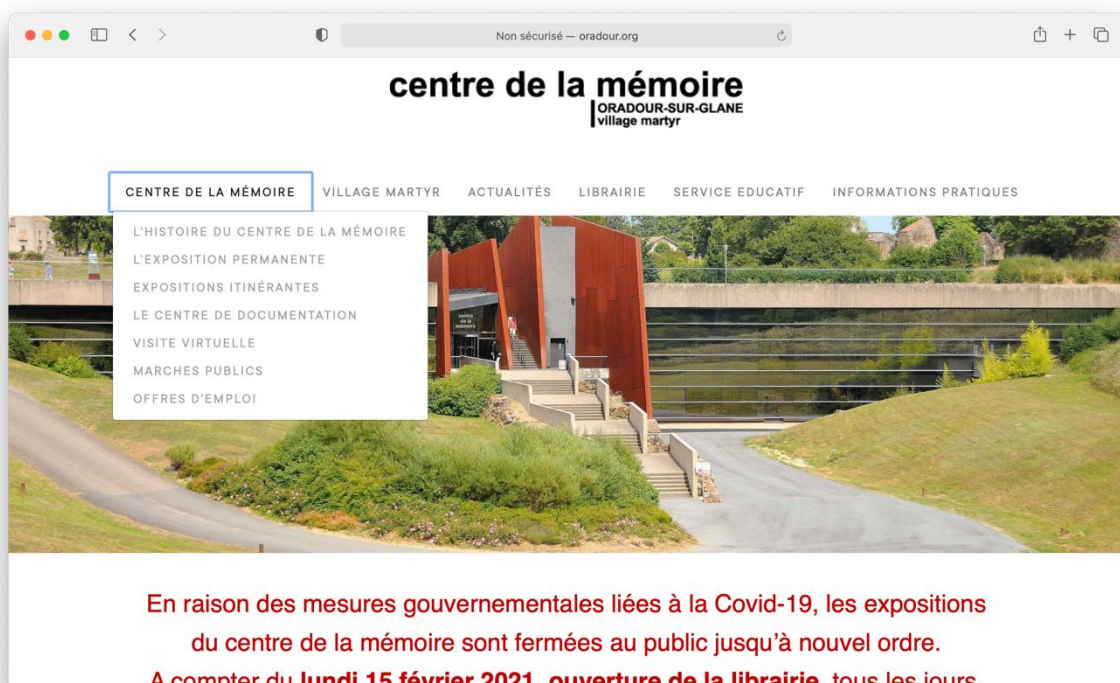 Non sécurisé — oradour.org
centre de la mémoire
ORADOUR-SUR-GLANE
village martyr
CENTRE DE LA MÉMOIRE VILLAGE MARTYR ACTUALITÉS LIBRAIRIE SERVICE EDUCATIF INFORMATIONS PRATIQUES
L'HISTOIRE DU CENTRE DE LA MÉMOIRE
L'EXPOSITION PERMANENTE
EXPOSITIONS ITINÉRANTES
LE CENTRE DE DOCUMENTATION
VISITE VIRTUELLE
MARCHES PUBLICS
OFFRES D'EMPLOI
centre
de la
mémoire
En raison des mesures gouvernementales liées à la Covid-19, les expositions
du centre de la mémoire sont fermées au public jusqu'à nouvel ordre.
A compter du lundi 15 février 2021, ouverture de la librairie, tous les jours